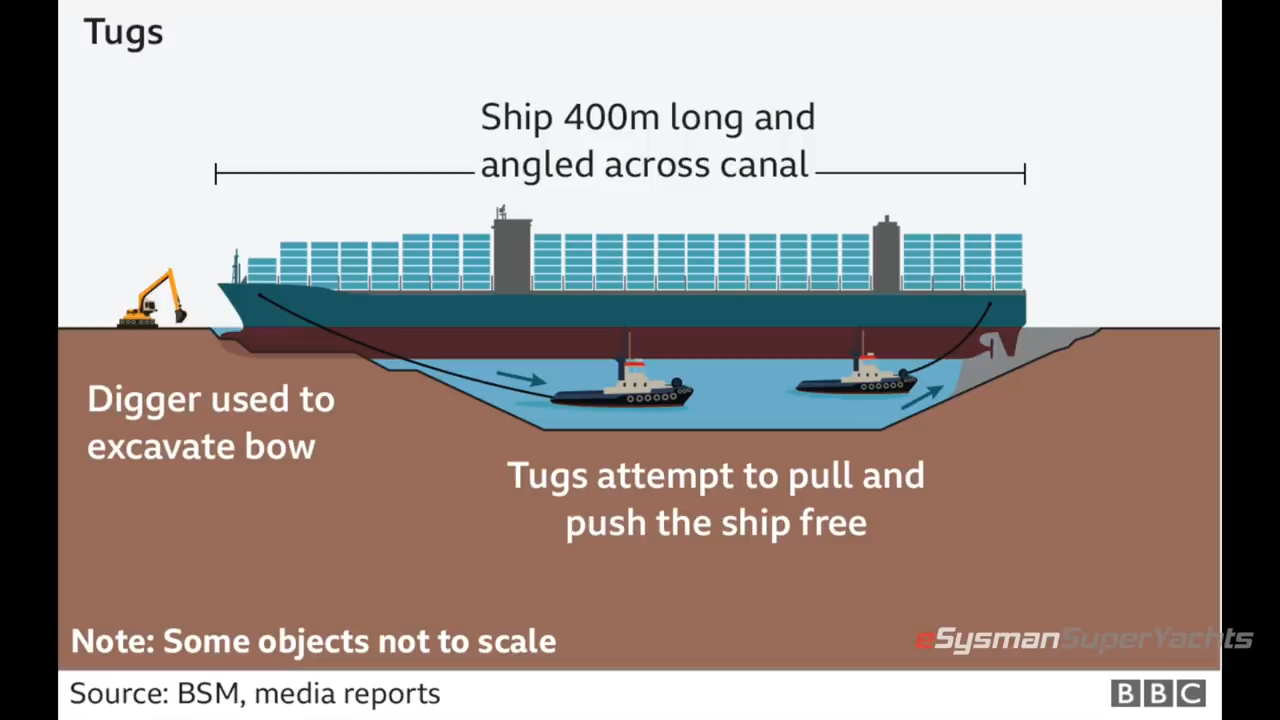 Tugs
Ship 400m long and
angled across canal
Digger used to
excavate bow
Tugs attempt to pull and
push the ship free
Note: Some objects not to scale
eSysmanSuperYachts
Source: BSM, media reports
BBC